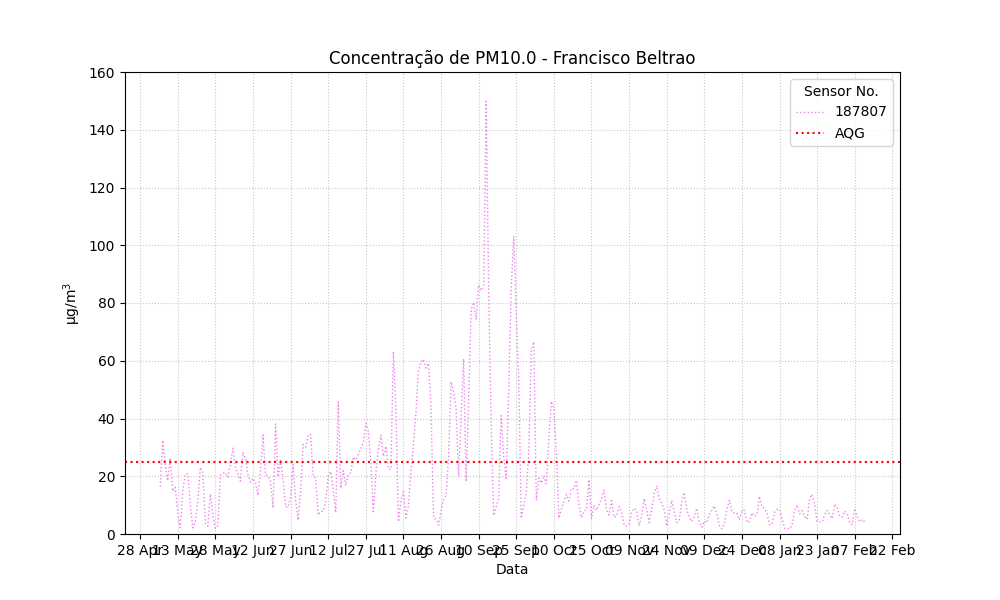 Concentração de PM10.0 - Francisco Beltrao
Sensor No.
187807
AQG
160
140
120
100
80
60
40
20
0
µg/m³
28 Apr 13 May 28 May 12 Jun 27 Jun 12 Jul 27 Jul 11 Aug 26 Aug 10 Sep 25 Sep 10 Oct 25 Oct 09 Nov 24 Nov 09 Dec 24 Dec 08 Jan 23 Jan 07 Feb 22 Feb
Data